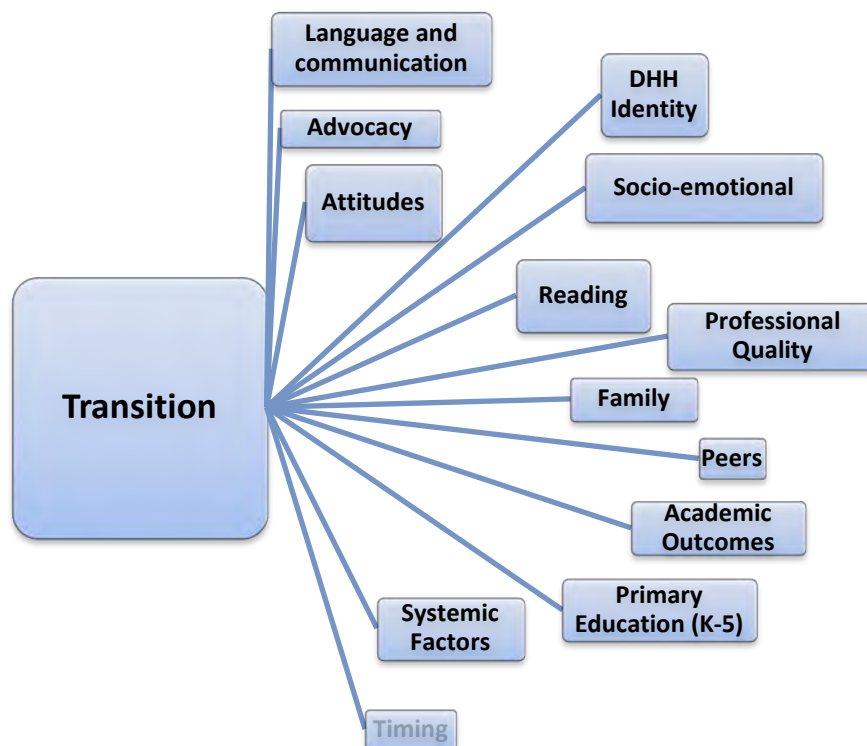 Language and
communication
DHH
Identity
Advocacy
Socio-emotional
Attitudes
Reading
Professional
Quality
Transition
Family
Peers
Academic
Outcomes
Primary
Education (K-5)
Systemic
Factors
Timing